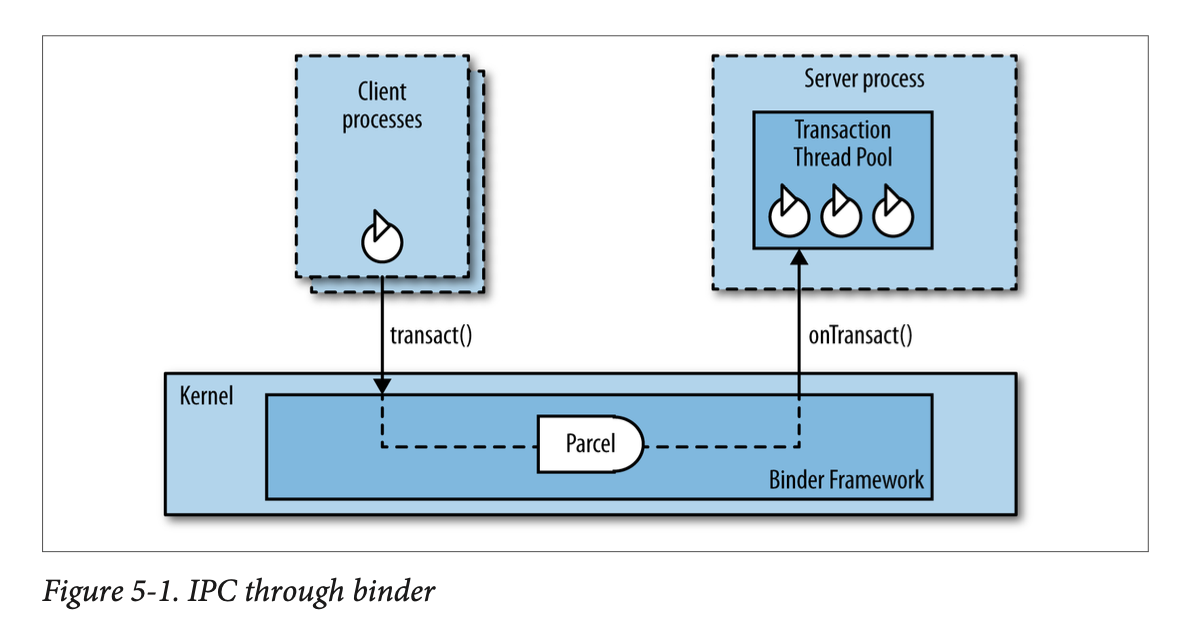 Client
processes
Server process
Transaction
Thread Pool
transact()
onTransact()
Kernel
Parcel
Binder Framework
Figure 5-1. IPC through binder